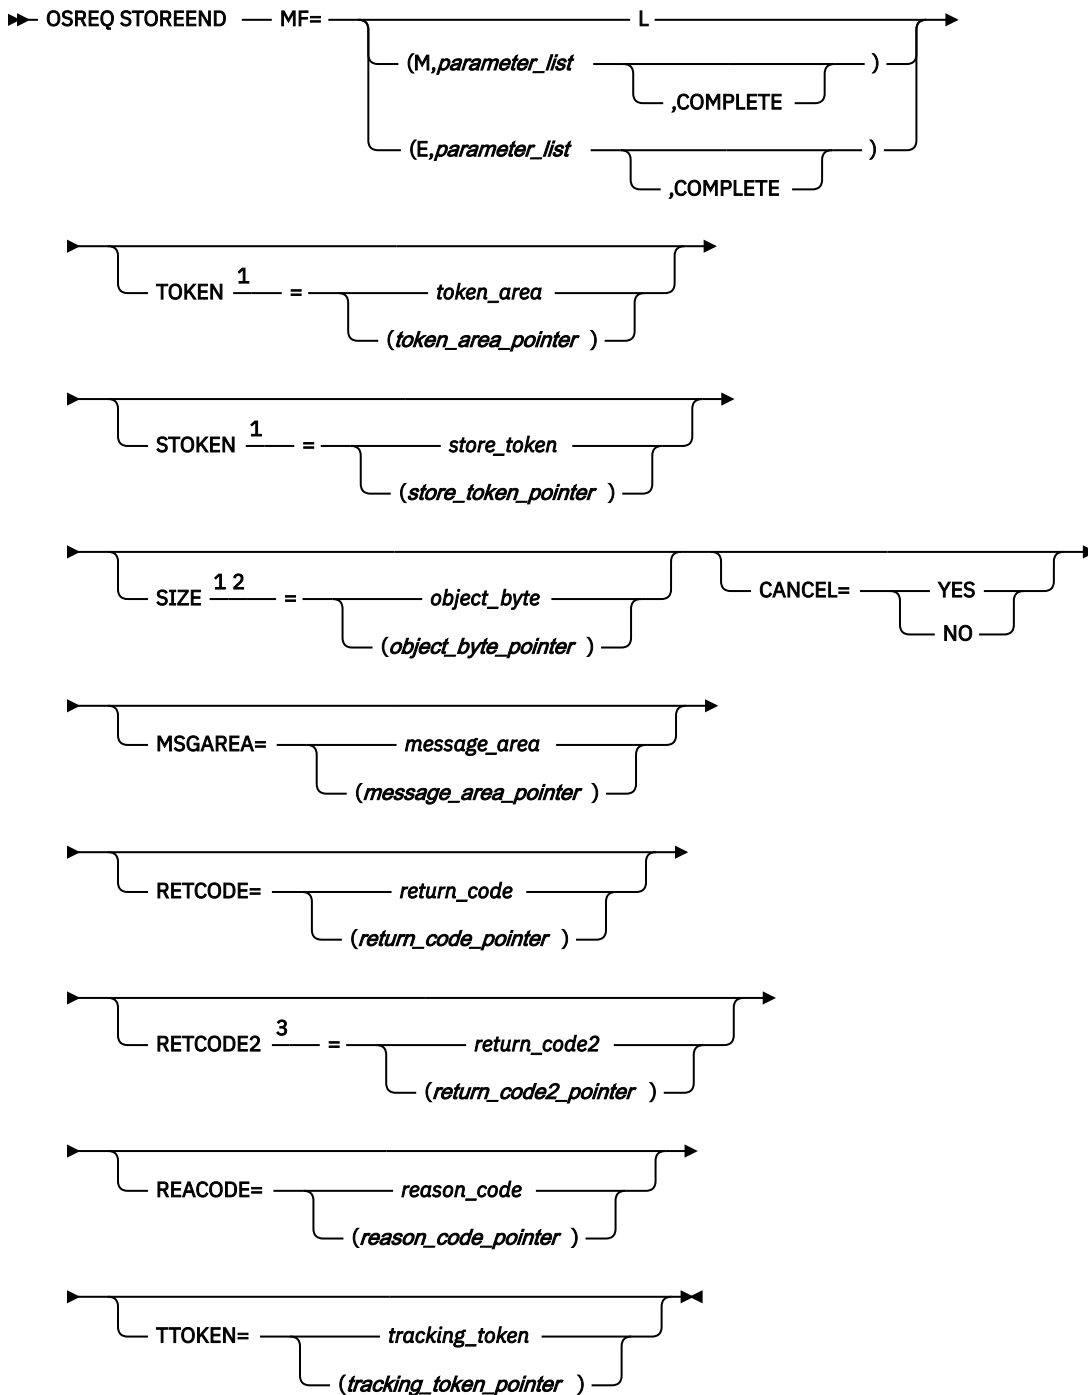 OSREQ STOREEND MF= L
(M,parameter_list )
,COMPLETE
(E,parameter_list )
,COMPLETE
TOKEN 1 = token_area
(token_area_pointer )
STOKEN 1 = store_token
(store_token_pointer )
SIZE 1 2 = object_byte CANCEL= YES
(object_byte_pointer ) NO
MSGAREA= message_area
(message_area_pointer )
RETCODE= return_code
(return_code_pointer )
RETCODE2 3 = return_code2
(return_code2_pointer )
REACODE= reason_code
(reason_code_pointer )
TTOKEN= tracking_token
(tracking_token_pointer )